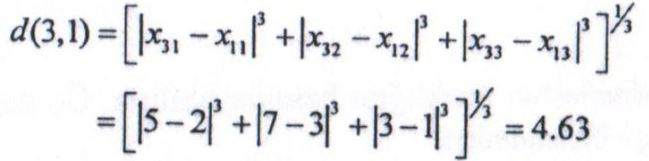 d(3,1) = [|x₃₁ − x₁₁|³ + |x₃₂ − x₁₂|³ + |x₃₃ − x₁₃|³]^⅓
= [|5 − 2|³ + |7 − 3|³ + |3 − 1|³]^⅓ = 4.63